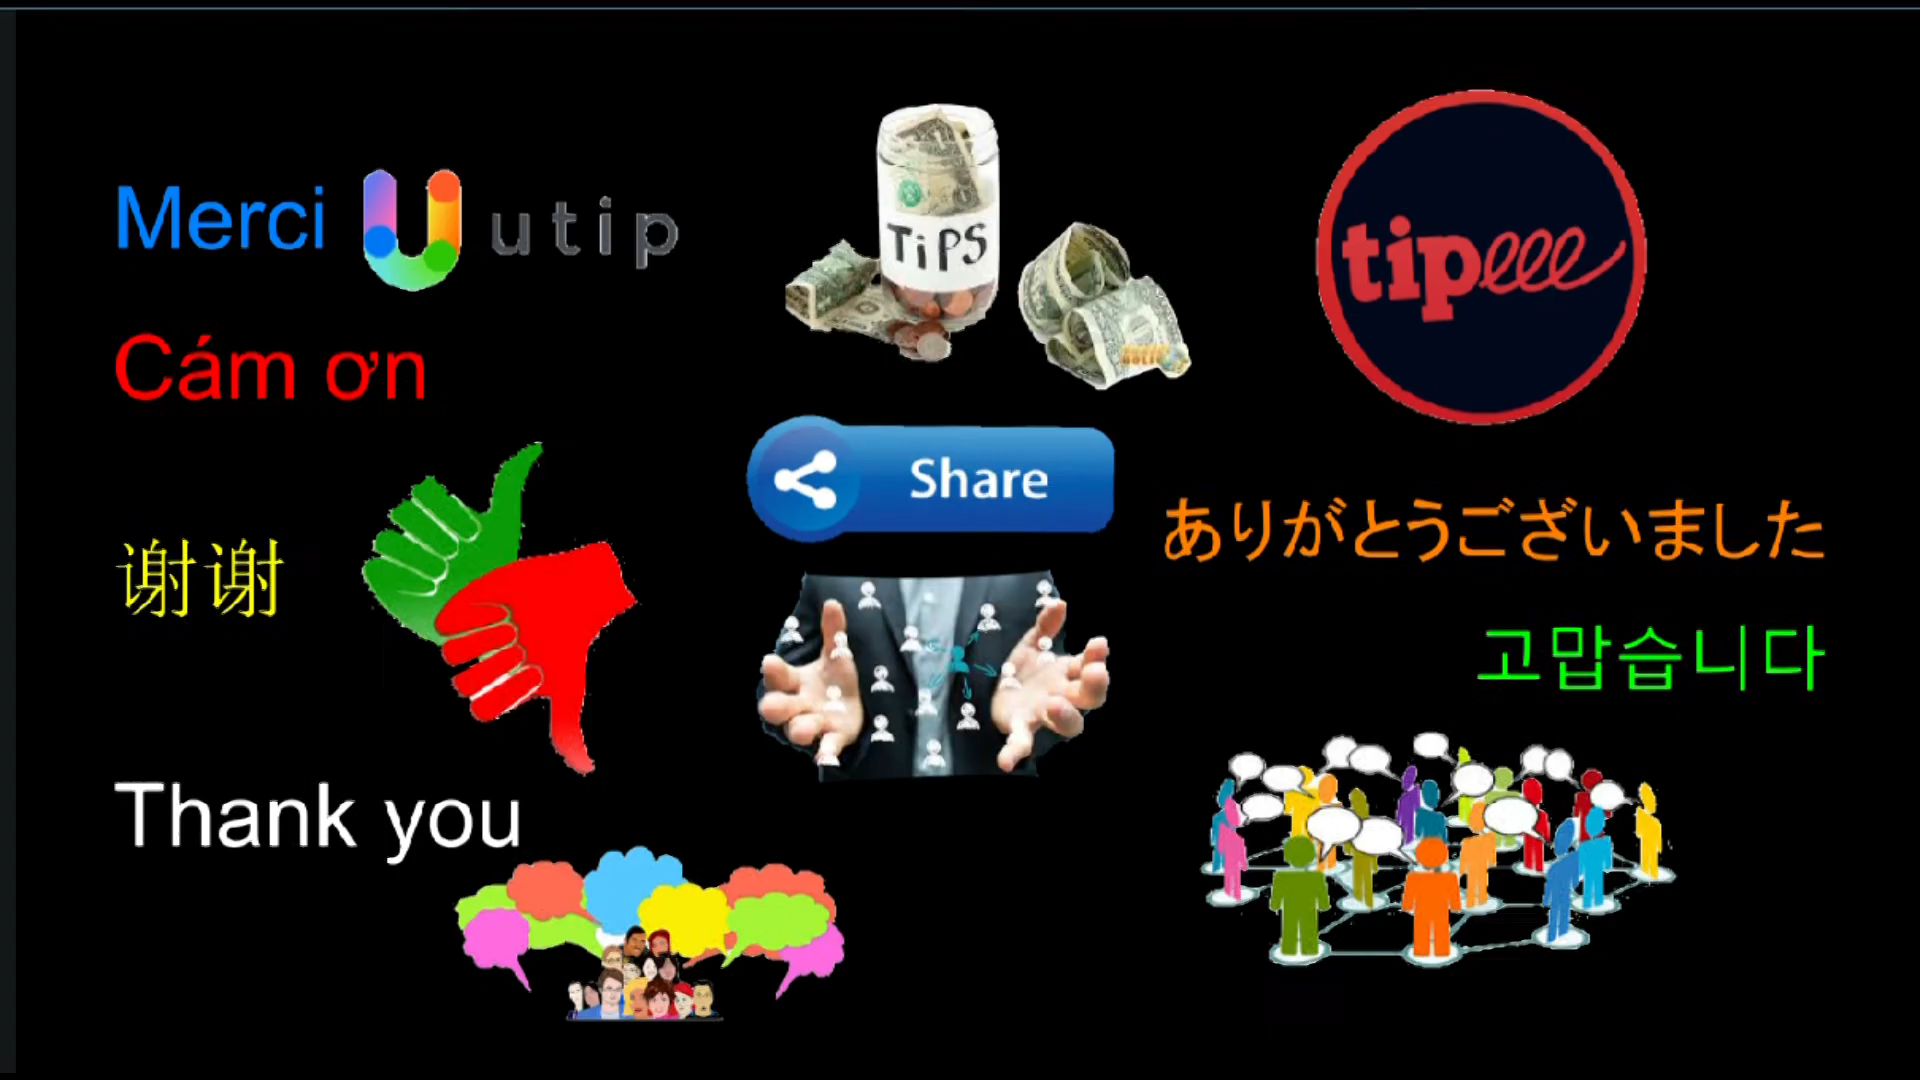 Merci
utip
TiPS
tipeee
Cám ơn
Share
ありがとうございました
谢谢
고맙습니다
Thank you